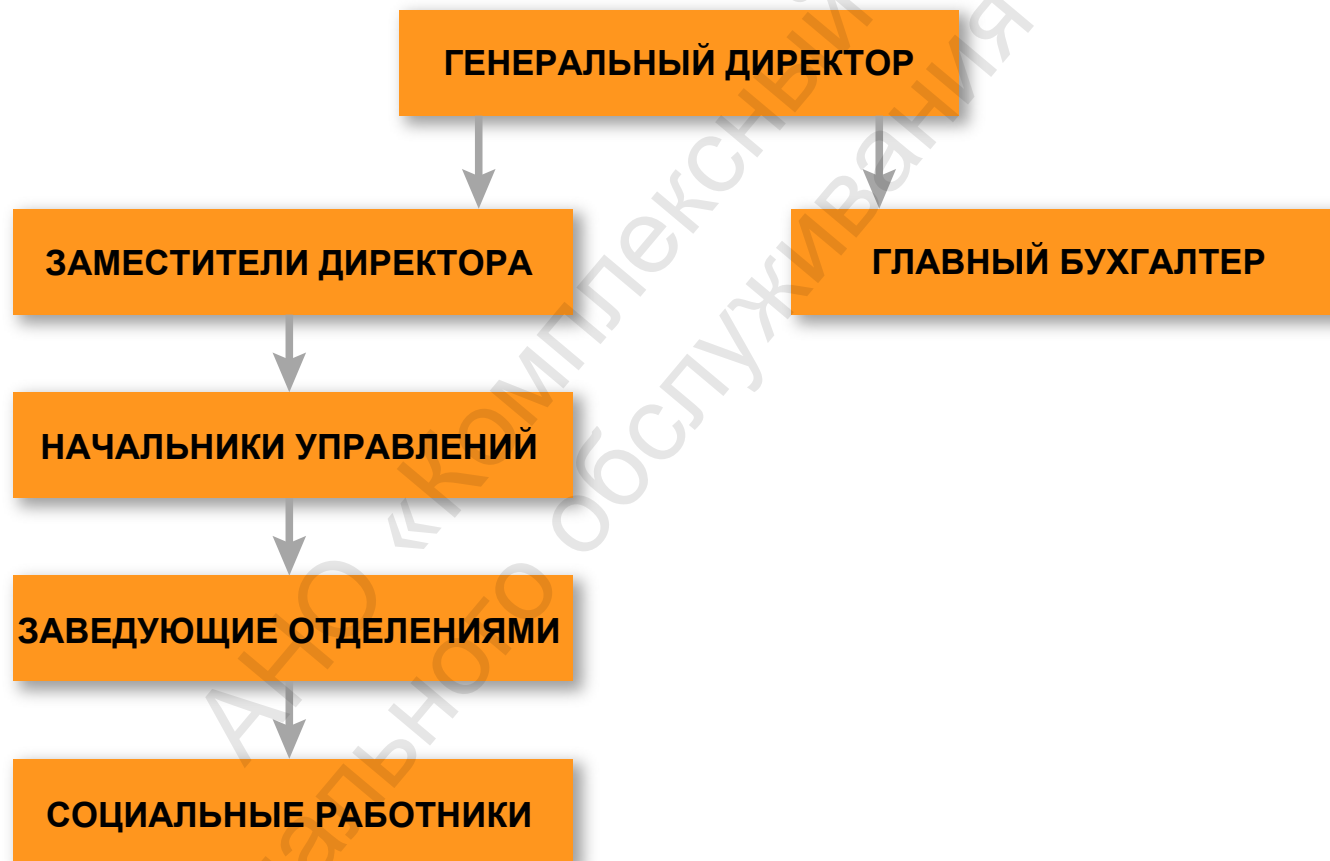 ГЕНЕРАЛЬНЫЙ ДИРЕКТОР
ЗАМЕСТИТЕЛИ ДИРЕКТОРА
ГЛАВНЫЙ БУХГАЛТЕР
НАЧАЛЬНИКИ УПРАВЛЕНИЙ
ЗАВЕДУЮЩИЕ ОТДЕЛЕНИЯМИ
СОЦИАЛЬНЫЕ РАБОТНИКИ
АНО «Комплексный
обслуживания